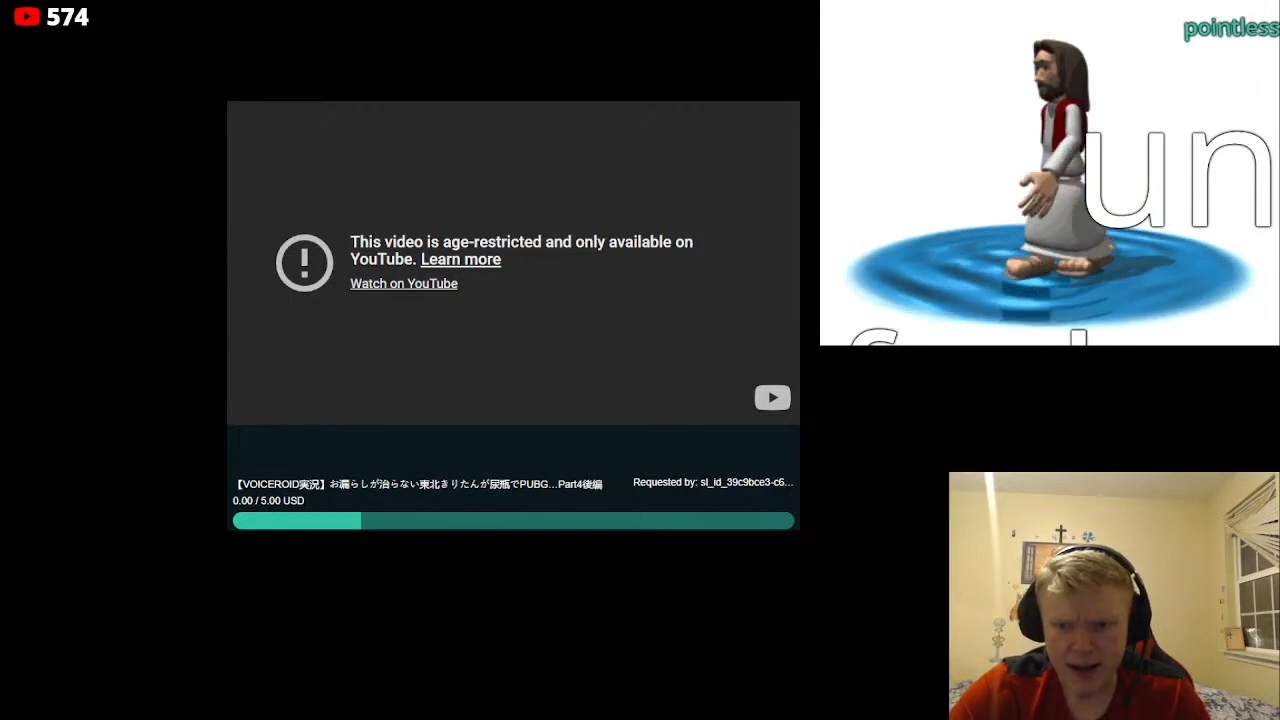 574
pointless
un
This video is age-restricted and only available on
YouTube. Learn more
Watch on YouTube
【VOICEROID実況】お漏らしが治らない東北きりたんが尿瓶でPUBG...Part4後編
Requested by: sl_id_39c9bce3-c6...
0.00 / 5.00 USD